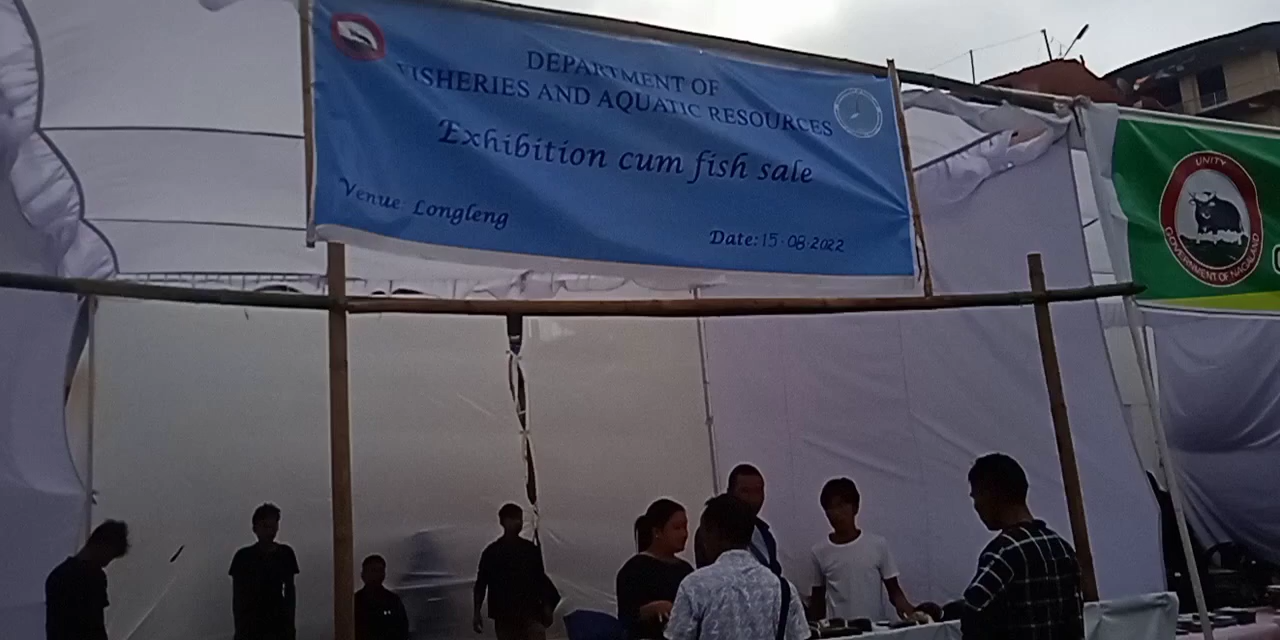 DEPARTMENT OF
FISHERIES AND AQUATIC RESOURCES
Exhibition cum fish sale
Venue: Longleng
Date: 15-08-2022
UNITY
GOVERNMENT OF NAGALAND